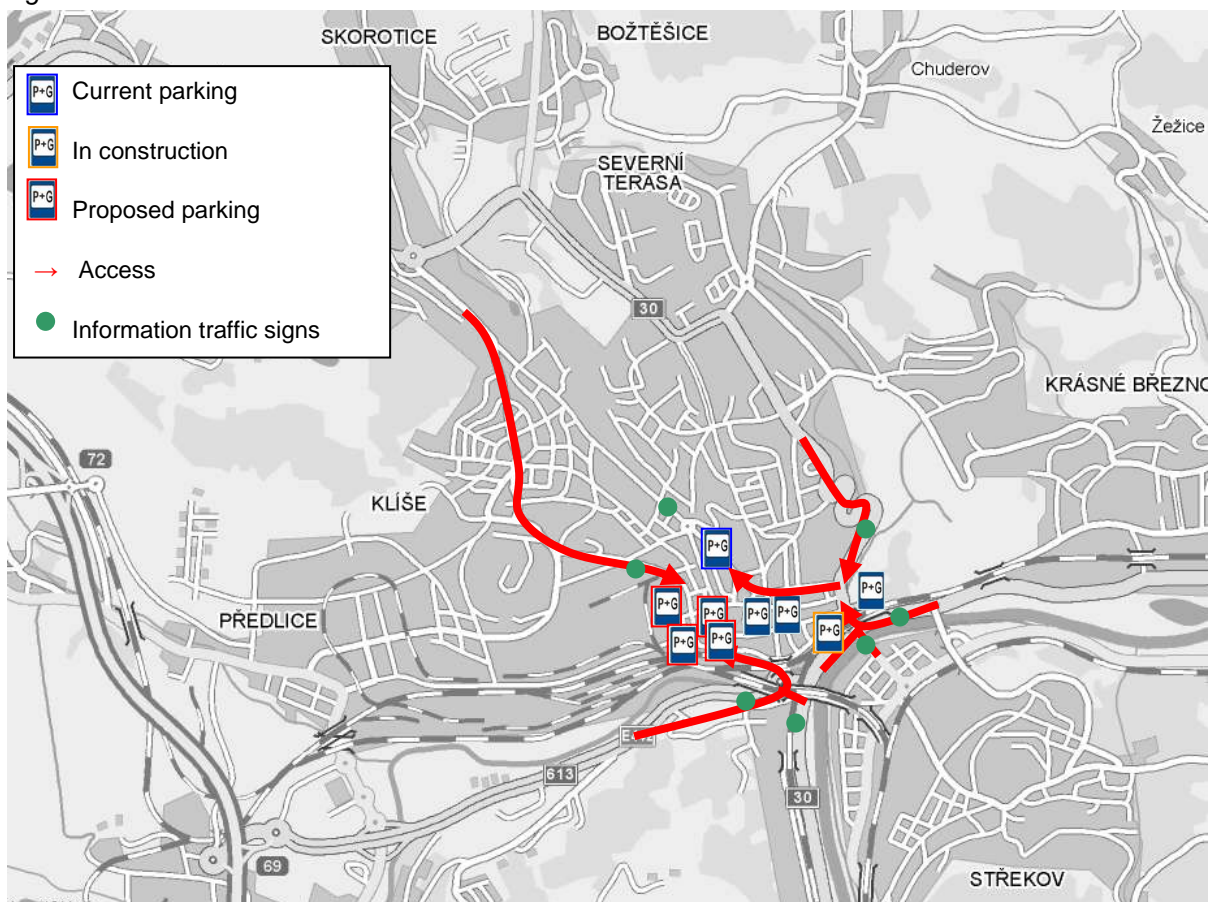 SKOROTICE
BOŽTĚŠICE
Chuderov
P+G Current parking
Žežice
P+G In construction
SEVERNÍ
TERASA
P+G Proposed parking
→ Access
30
Information traffic signs
KRÁSNÉ BŘEZNO
72
KLÍŠE
P+G
P+G
P+G
P+G
P+G
P+G
PŘEDLICE
P+G
P+G
P+G
613
30
69
STŘEKOV